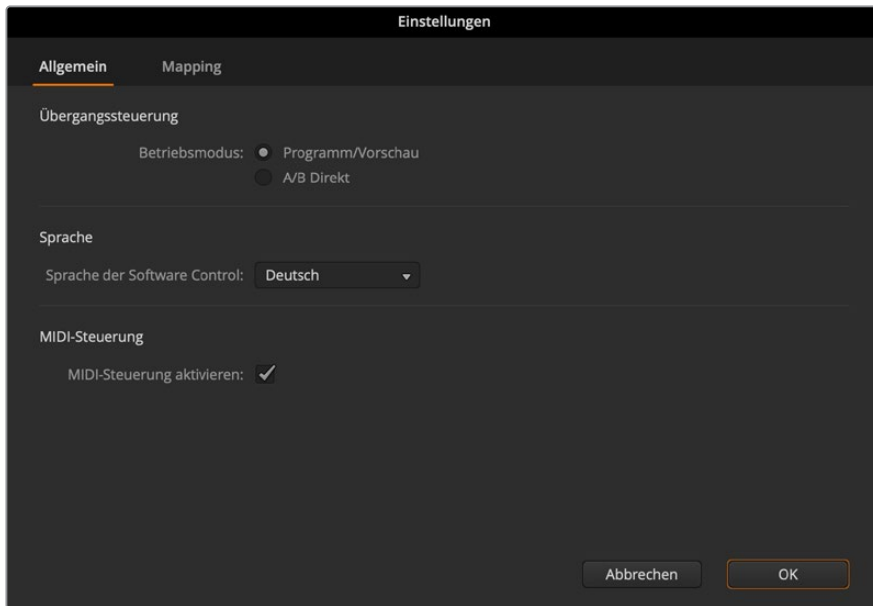 Einstellungen
Allgemein Mapping
Übergangssteuerung
Betriebsmodus: Programm/Vorschau
A/B Direkt
Sprache
Sprache der Software Control: Deutsch
MIDI-Steuerung
MIDI-Steuerung aktivieren:
Abbrechen OK